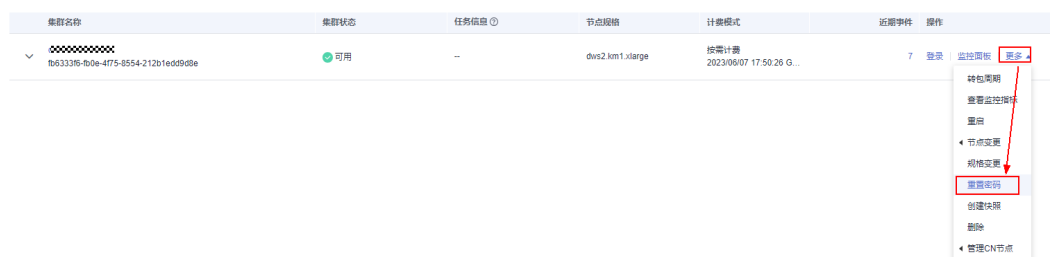 集群名称 集群状态 任务信息 节点规格 计费模式 近期事件 操作
fb6333f6-fb0e-4f75-8554-212b1edd9d8e 可用 -- dws2.km1.xlarge 按需计费 7 登录 监控面板 更多
2023/06/07 17:50:26 G...
转包周期
查看监控指标
重启
节点变更
规格变更
重置密码
创建快照
删除
管理CN节点